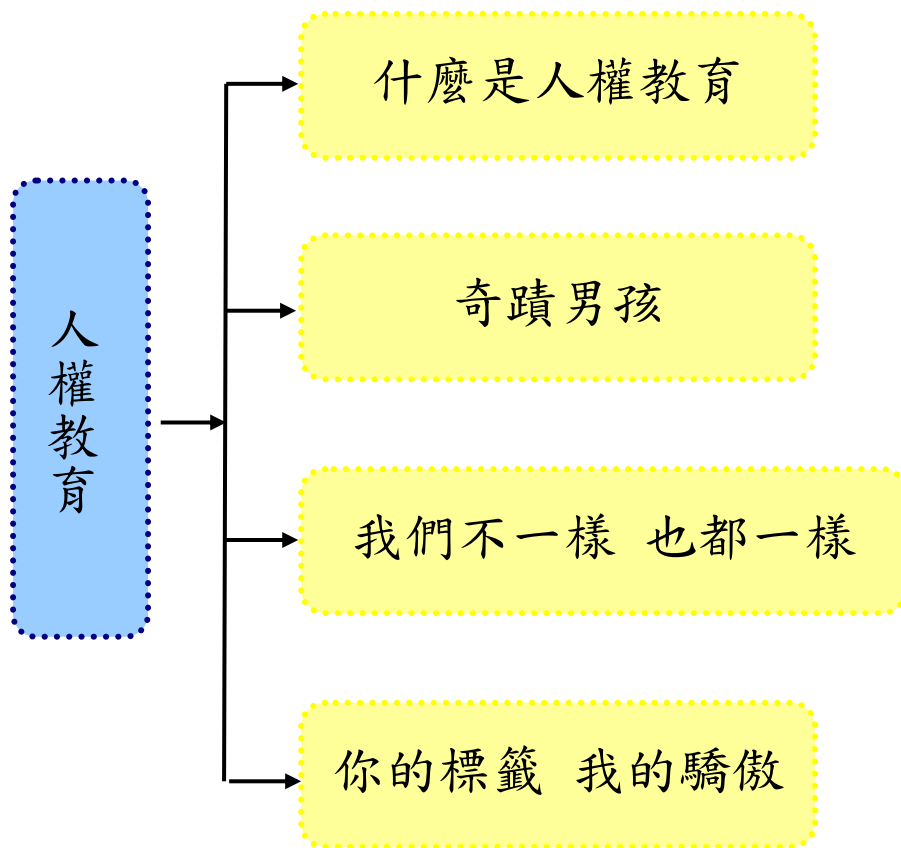 人權教育
什麼是人權教育
奇蹟男孩
我們不一樣 也都一樣
你的標籤 我的驕傲